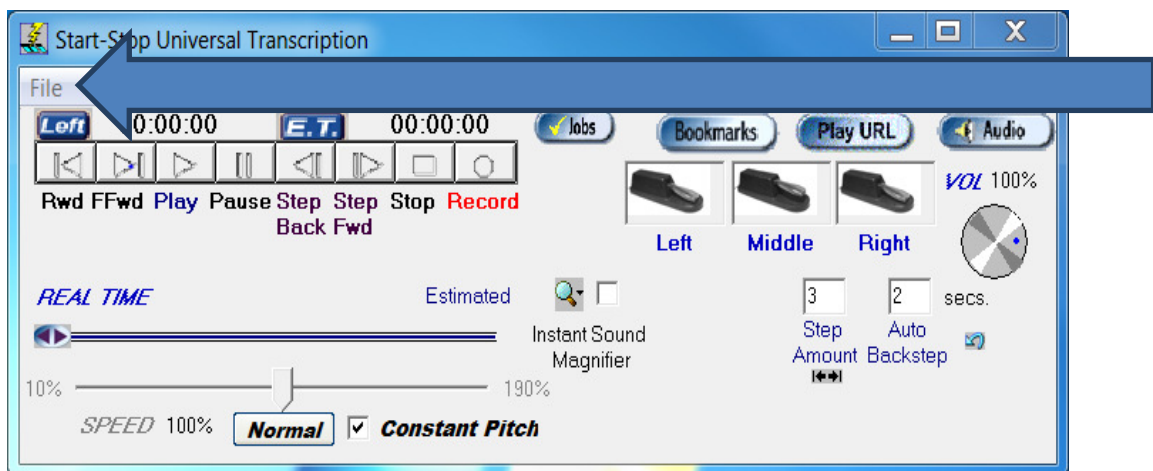 Start-Stop Universal Transcription X
File
Left 0:00:00 E.T. 00:00:00 Jobs Bookmarks Play URL Audio
Rwd FFwd Play Pause Step Back Step Fwd Stop Record
VOL 100%
Left Middle Right
REAL TIME Estimated
Instant Sound Magnifier
3 2 secs.
Step Amount Auto Backstep
10% 190%
SPEED 100% Normal Constant Pitch